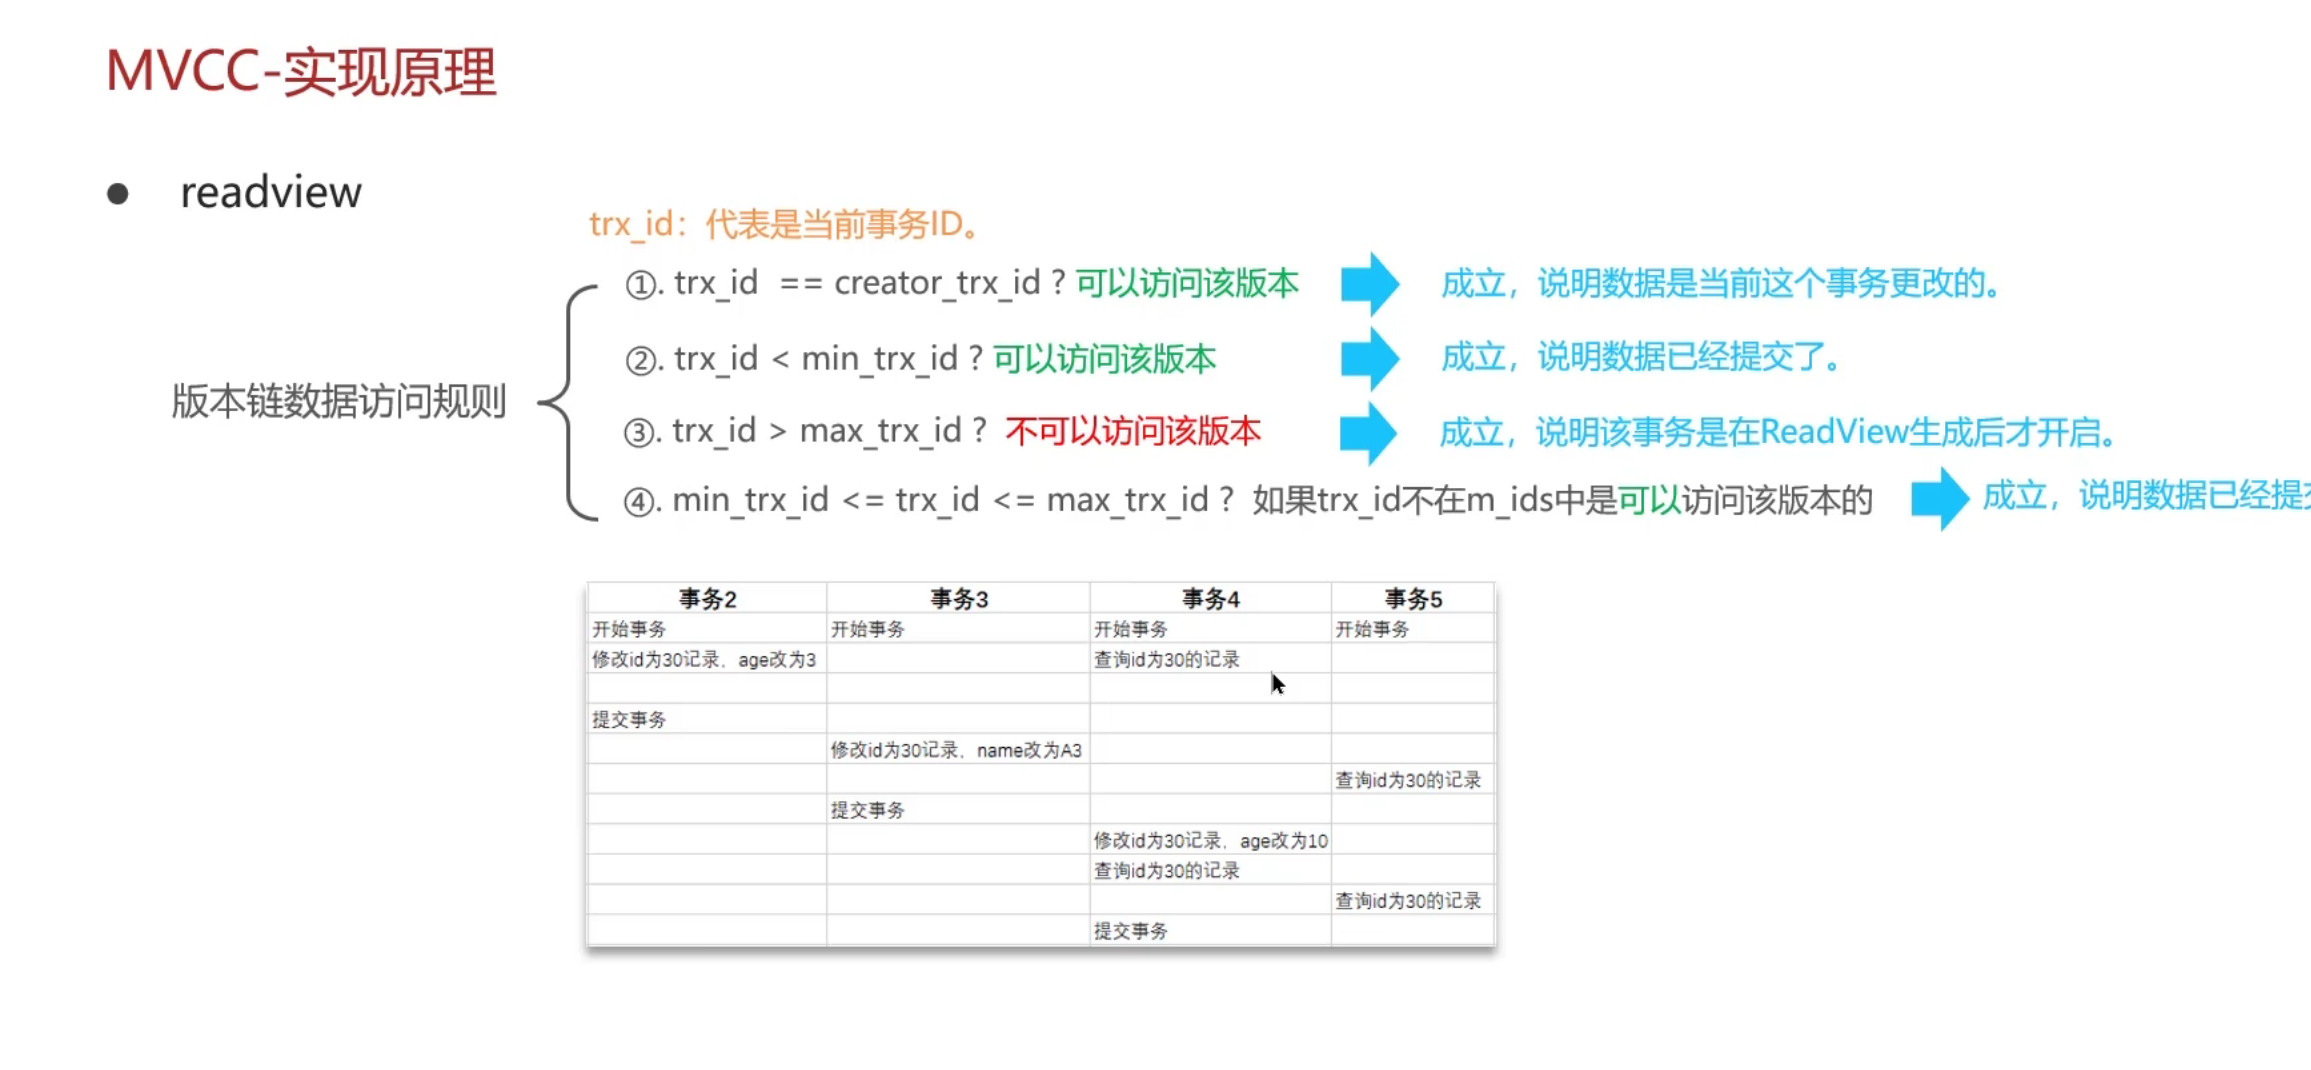 MVCC-实现原理
● readview
trx_id：代表是当前事务ID。
版本链数据访问规则
①. trx_id == creator_trx_id ? 可以访问该版本 成立，说明数据是当前这个事务更改的。
②. trx_id < min_trx_id ? 可以访问该版本 成立，说明数据已经提交了。
③. trx_id > max_trx_id ? 不可以访问该版本 成立，说明该事务是在ReadView生成后才开启。
④. min_trx_id <= trx_id <= max_trx_id ? 如果trx_id不在m_ids中是可以访问该版本的 成立，说明数据已经提
事务2 事务3 事务4 事务5
开始事务 开始事务 开始事务 开始事务
修改id为30记录，age改为3 查询id为30的记录
提交事务
修改id为30记录，name改为A3
查询id为30的记录
提交事务
修改id为30记录，age改为10
查询id为30的记录
查询id为30的记录
提交事务